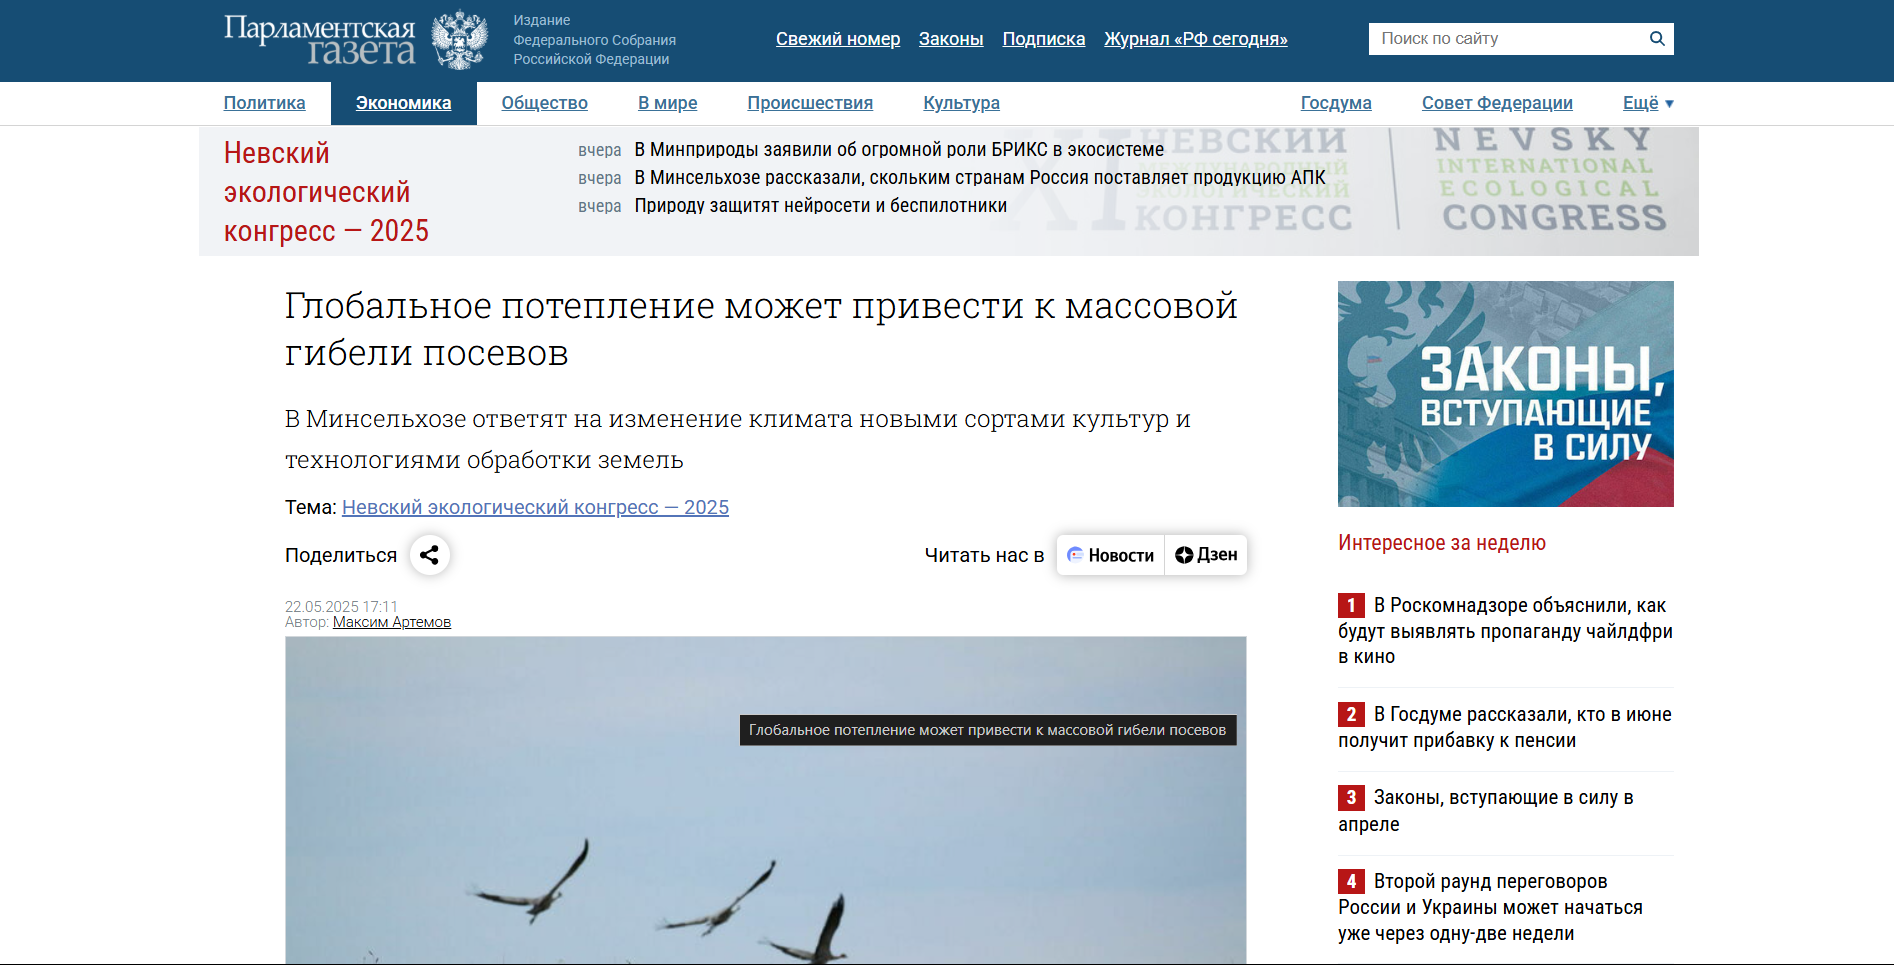 Парламентская
газета
Издание
Федерального Собрания
Российской Федерации
Свежий номер Законы Подписка Журнал «РФ сегодня»
Поиск по сайту
Политика Экономика Общество В мире Происшествия Культура Госдума Совет Федерации Ещё ▼
Невский
экологический
конгресс — 2025
вчера В Минприроды заявили об огромной роли БРИКС в экосистеме
вчера В Минсельхозе рассказали, скольким странам Россия поставляет продукцию АПК
вчера Природу защитят нейросети и беспилотники
XI НЕВСКИЙ
МЕЖДУНАРОДНЫЙ
ЭКОЛОГИЧЕСКИЙ
КОНГРЕСС
NEVSKY
INTERNATIONAL
ECOLOGICAL
CONGRESS
Глобальное потепление может привести к массовой
гибели посевов
В Минсельхозе ответят на изменение климата новыми сортами культур и
технологиями обработки земель
Тема: Невский экологический конгресс — 2025
Поделиться
Читать нас в Новости Дзен
22.05.2025 17:11
Автор: Максим Артемов
Глобальное потепление может привести к массовой гибели посевов
ЗАКОНЫ,
ВСТУПАЮЩИЕ
В СИЛУ
Интересное за неделю
1 В Роскомнадзоре объяснили, как
будут выявлять пропаганду чайлдфри
в кино
2 В Госдуме рассказали, кто в июне
получит прибавку к пенсии
3 Законы, вступающие в силу в
апреле
4 Второй раунд переговоров
России и Украины может начаться
уже через одну-две недели